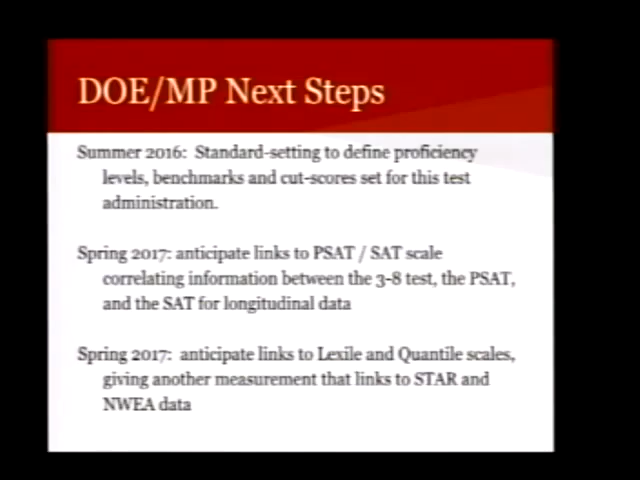 DOE/MP Next Steps
Summer 2016:  Standard-setting to define proficiency
levels, benchmarks and cut-scores set for this test
administration.
Spring 2017: anticipate links to PSAT / SAT scale
correlating information between the 3-8 test, the PSAT,
and the SAT for longitudinal data
Spring 2017:  anticipate links to Lexile and Quantile scales,
giving another measurement that links to STAR and
NWEA data